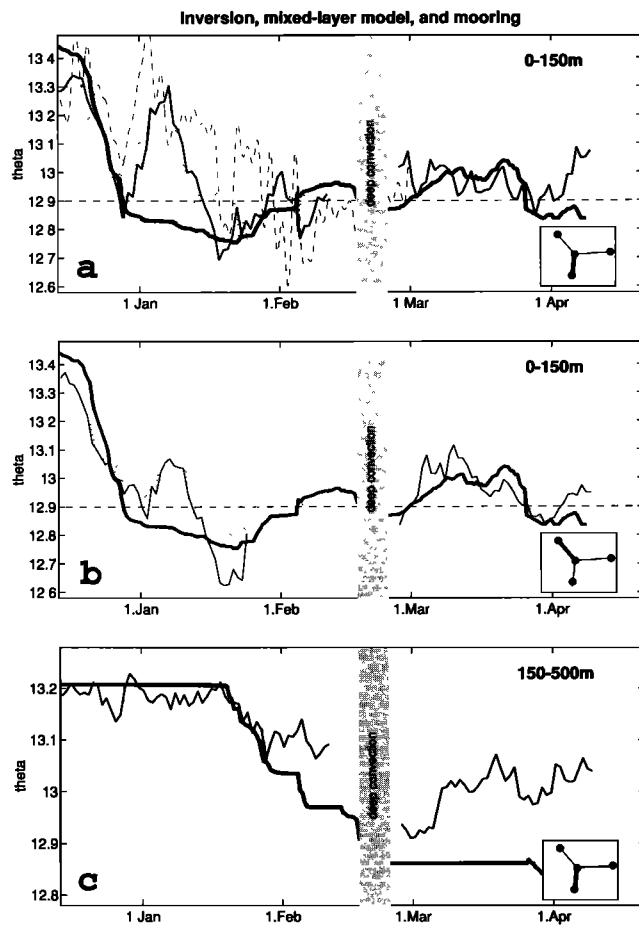 Inversion, mixed-layer model, and mooring
13.4
13.3
13.2
13.1
13
12.9
12.8
12.7
12.6
theta
0-150m
deep convection
a
1 Jan
1.Feb
1 Mar
1 Apr
13.4
13.3
13.2
13.1
13
12.9
12.8
12.7
12 6
theta
0-150m
deep convection
b
1.Jan
1.Feb
1.Mar
1.Apr
13.2
13.1
13
12.9
12.8
theta
150-500m
deep convection
c
1 Jan
1.Feb
1.Mar
1.Apr